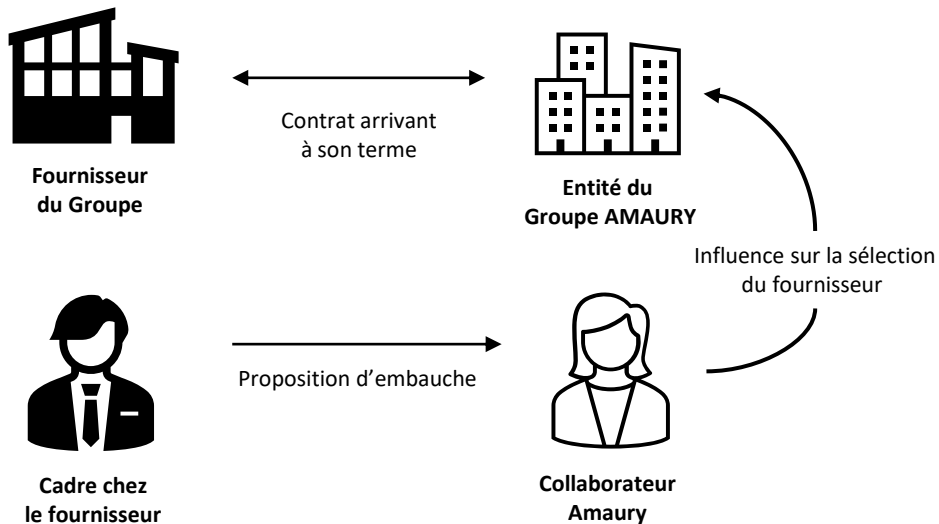 Contrat arrivant
à son terme
Fournisseur
du Groupe
Entité du
Groupe AMAURY
Influence sur la sélection
du fournisseur
Proposition d’embauche
Cadre chez
le fournisseur
Collaborateur
Amaury